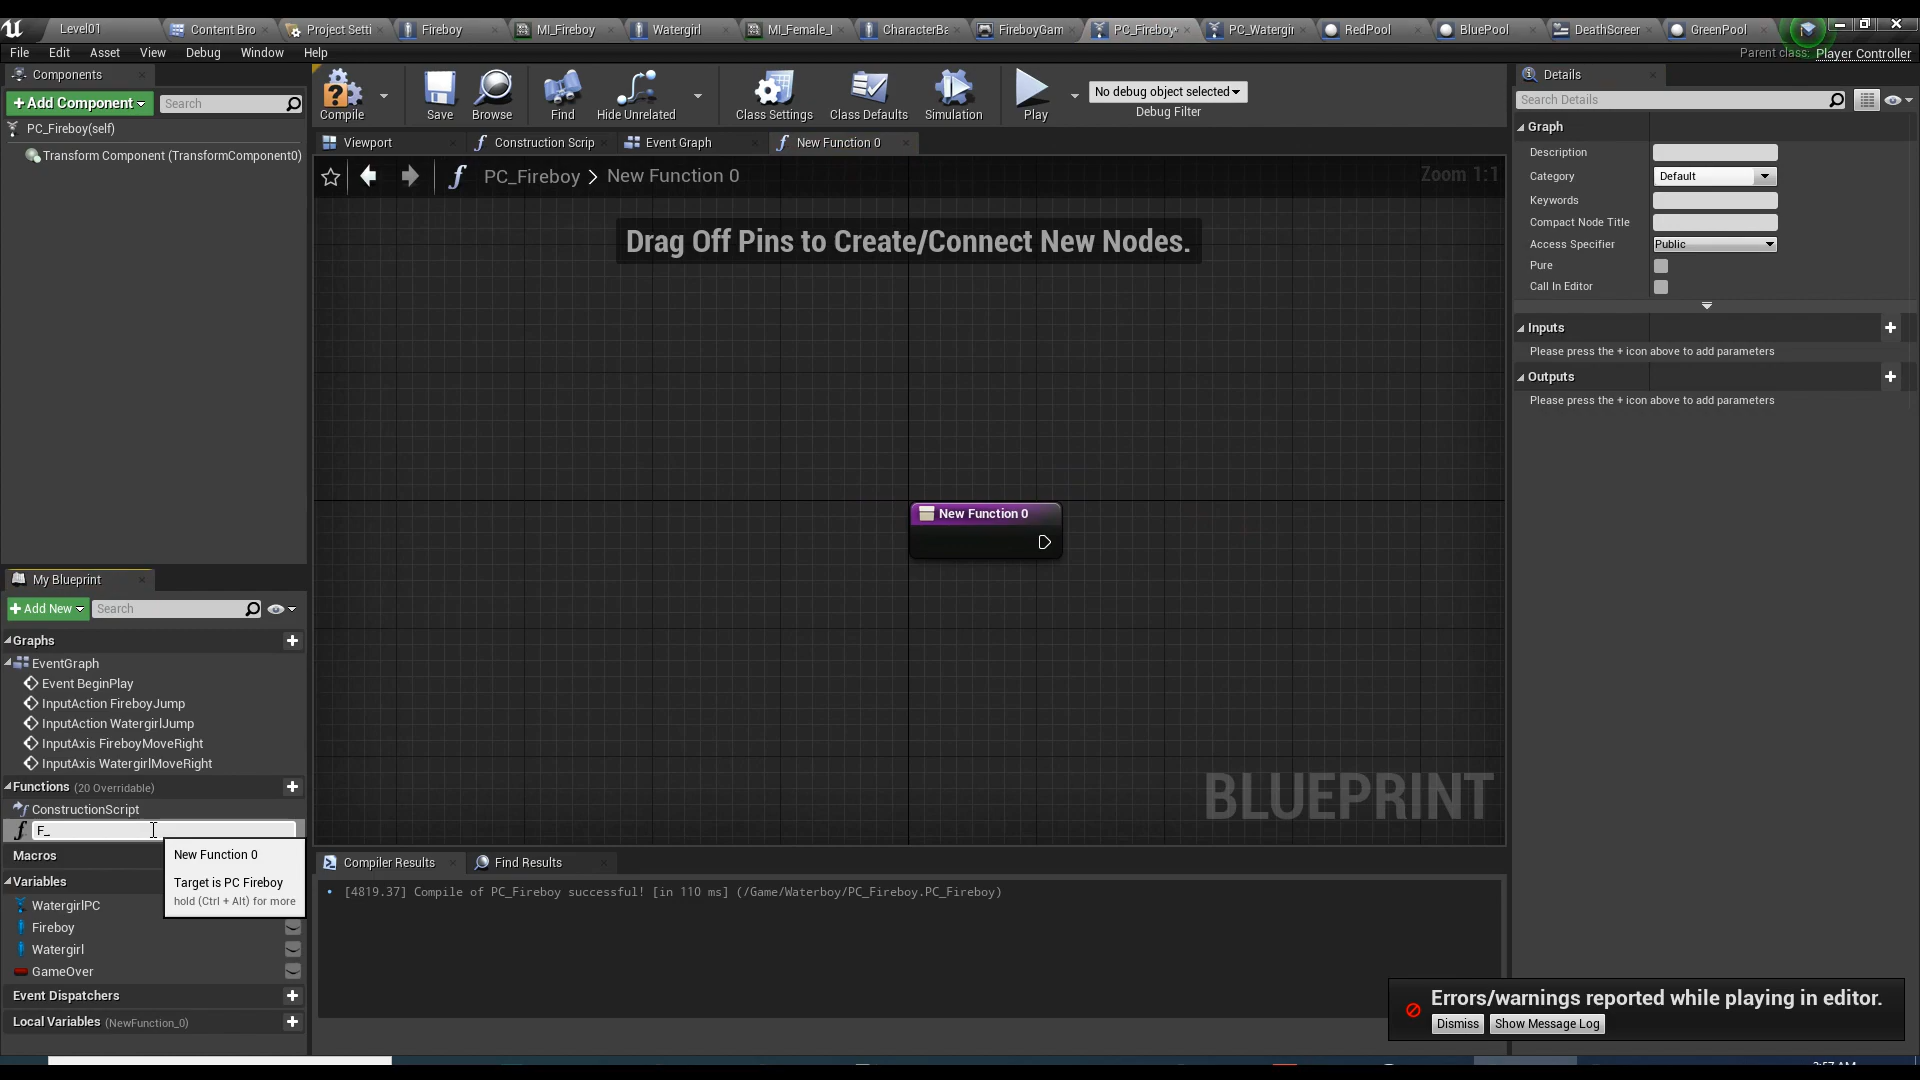 Level01
Content Bro
Project Setti
Fireboy
MI_Fireboy
Watergirl
MI_Female_I
CharacterBa
FireboyGam
PC_Fireboy*
PC_Watergir
RedPool
BluePool
DeathScreer
GreenPool
File
Edit
Asset
View
Debug
Window
Help
Parent class: Player Controller
Components
+Add Component
Search
PC_Fireboy(self)
Transform Component (TransformComponent0)
Compile
Save
Browse
Find
Hide Unrelated
Class Settings
Class Defaults
Simulation
Play
No debug object selected
Debug Filter
Viewport
Construction Scrip
Event Graph
New Function 0
PC_Fireboy > New Function 0
Zoom 1:1
Drag Off Pins to Create/Connect New Nodes.
New Function 0
BLUEPRINT
My Blueprint
+Add New
Search
Graphs
EventGraph
Event BeginPlay
InputAction FireboyJump
InputAction WatergirlJump
InputAxis FireboyMoveRight
InputAxis WatergirlMoveRight
Functions (20 Overridable)
ConstructionScript
F_
New Function 0
Target is PC Fireboy
hold (Ctrl + Alt) for more
Macros
Variables
WatergirlPC
Fireboy
Watergirl
GameOver
Event Dispatchers
Local Variables (NewFunction_0)
Compiler Results
Find Results
[4819.37] Compile of PC_Fireboy successful! [in 110 ms] (/Game/Waterboy/PC_Fireboy.PC_Fireboy)
Details
Search Details
Graph
Description
Category
Default
Keywords
Compact Node Title
Access Specifier
Public
Pure
Call In Editor
Inputs
Please press the + icon above to add parameters
Outputs
Please press the + icon above to add parameters
Errors/warnings reported while playing in editor.
Dismiss
Show Message Log